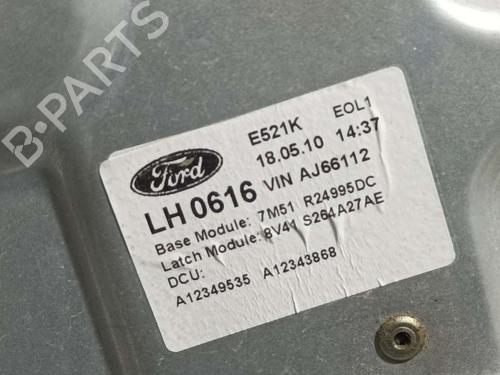 E521K EOL1
18.05.10 14:37
Ford
LH 0616 VIN AJ66112
Base Module: 7M51 R24995DC
Latch Module: 8V41 S264A27AE
DCU:
A12349535 A12343868
B-PARTS